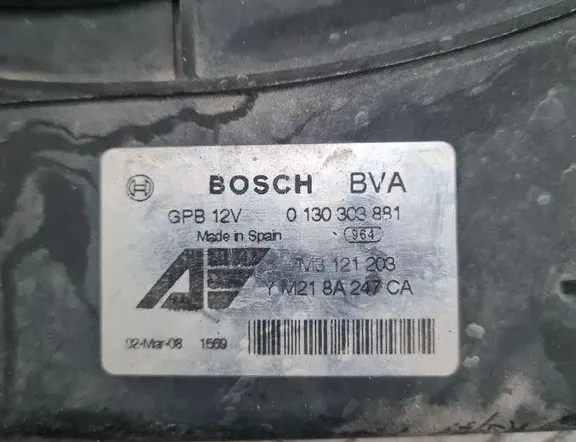 BOSCH BVA
GPB 12V 0 130 303 881
Made in Spain 964
7M3 121 203
YM21 8A 247 CA
02-Mar-08 1569